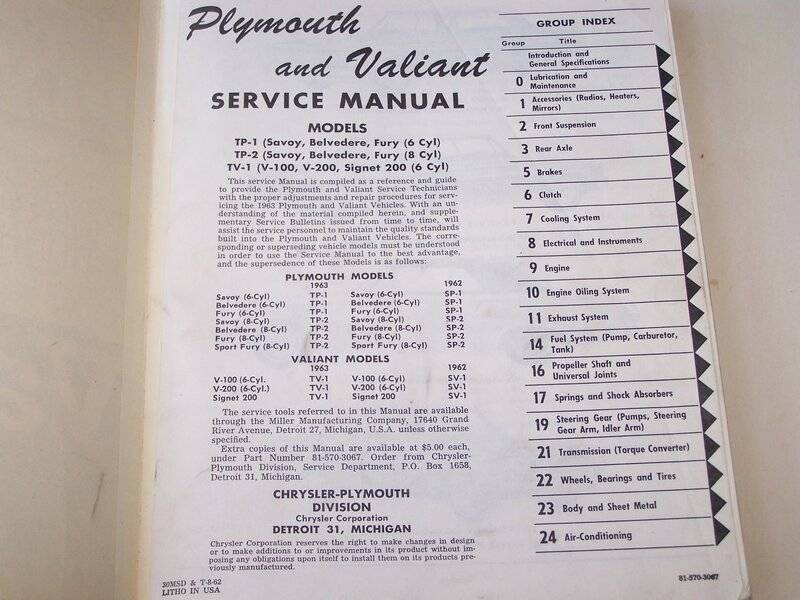 Plymouth
and Valiant
SERVICE MANUAL
MODELS
TP-1 (Savoy, Belvedere, Fury (6 Cyl)
TP-2 (Savoy, Belvedere, Fury (8 Cyl)
TV-1 (V-100, V-200, Signet 200 (6 Cyl)
This service Manual is compiled as a reference and guide
to provide the Plymouth and Valiant Service Technicians
with the proper adjustments and repair procedures for serv-
icing the 1963 Plymouth and Valiant Vehicles. With an un-
derstanding of the material compiled herein, and supple-
mentary Service Bulletins issued from time to time, will
assist the service personnel to maintain the quality standards
built into the Plymouth and Valiant Vehicles. The corre-
sponding or superseding vehicle models must be understood
in order to use the Service Manual to the best advantage,
and the supersedence of these Models is as follows:
PLYMOUTH MODELS
1963 1962
Savoy (6-Cyl) TP-1 Savoy (6-Cyl) SP-1
Belvedere (6-Cyl) TP-1 Belvedere (6-Cyl) SP-1
Fury (6-Cyl) TP-1 Fury (6-Cyl) SP-1
Savoy (8-Cyl) TP-2 Savoy (8-Cyl) SP-2
Belvedere (8-Cyl) TP-2 Belvedere (8-Cyl) SP-2
Fury (8-Cyl) TP-2 Fury (8-Cyl) SP-2
Sport Fury (8-Cyl) TP-2 Sport Fury (8-Cyl) SP-2
VALIANT MODELS
1963 1962
V-100 (6-Cyl. TV-1 V-100 (6-Cyl) SV-1
V-200 (6-Cyl.) TV-1 V-200 (6-Cyl) SV-1
Signet 200 TV-1 Signet 200 SV-1
The service tools referred to in this Manual are available
through the Miller Manufacturing Company, 17640 Grand
River Avenue, Detroit 27, Michigan, U.S.A. unless otherwise
specified.
Extra copies of this Manual are available at $5.00 each,
under Part Number 81-570-3067. Order from Chrysler-
Plymouth Division, Service Department, P.O. Box 1658,
Detroit 31, Michigan.
CHRYSLER-PLYMOUTH
DIVISION
Chrysler Corporation
DETROIT 31, MICHIGAN
Chrysler Corporation reserves the right to make changes in design
or to make additions to or improvements in its product without im-
posing any obligations upon itself to install them on its products pre-
viously manufactured.
30MSD & T-8-62
LITHO IN USA
GROUP INDEX
Group Title
Introduction and
General Specifications
0 Lubrication and
Maintenance
1 Accessories (Radios, Heaters,
Mirrors)
2 Front Suspension
3 Rear Axle
5 Brakes
6 Clutch
7 Cooling System
8 Electrical and Instruments
9 Engine
10 Engine Oiling System
11 Exhaust System
14 Fuel System (Pump, Carburetor,
Tank)
16 Propeller Shaft and
Universal Joints
17 Springs and Shock Absorbers
19 Steering Gear (Pumps, Steering
Gear Arm, Idler Arm)
21 Transmission (Torque Converter)
22 Wheels, Bearings and Tires
23 Body and Sheet Metal
24 Air-Conditioning
81-570-3067